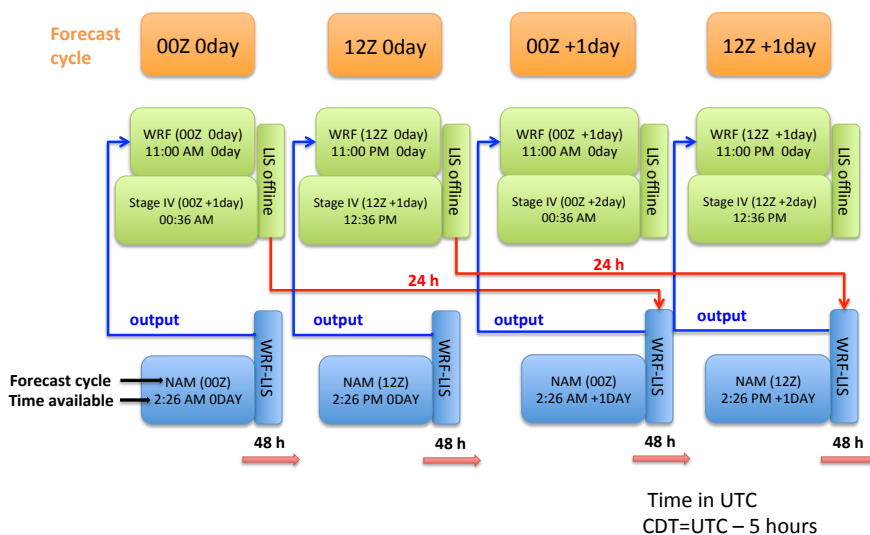 Forecast
cycle
00Z 0day
12Z 0day
00Z +1day
12Z +1day
WRF (00Z  0day)
11:00 AM  0day
Stage IV (00Z +1day)
00:36 AM
LIS offline
WRF (12Z  0day)
11:00 PM  0day
Stage IV (12Z +1day)
12:36 PM
LIS offline
WRF (00Z  +1day)
11:00 AM  0day
Stage IV (00Z +2day)
00:36 AM
LIS offline
WRF (12Z  +1day)
11:00 PM  0day
Stage IV (12Z +2day)
12:36 PM
LIS offline
24 h
24 h
output
output
output
output
Forecast cycle
Time available
NAM (00Z)
2:26 AM 0DAY
WRF-LIS
NAM (12Z)
2:26 PM 0DAY
WRF-LIS
NAM (00Z)
2:26 AM +1DAY
WRF-LIS
NAM (12Z)
2:26 PM +1DAY
WRF-LIS
48 h
48 h
48 h
48 h
Time in UTC
CDT=UTC – 5 hours